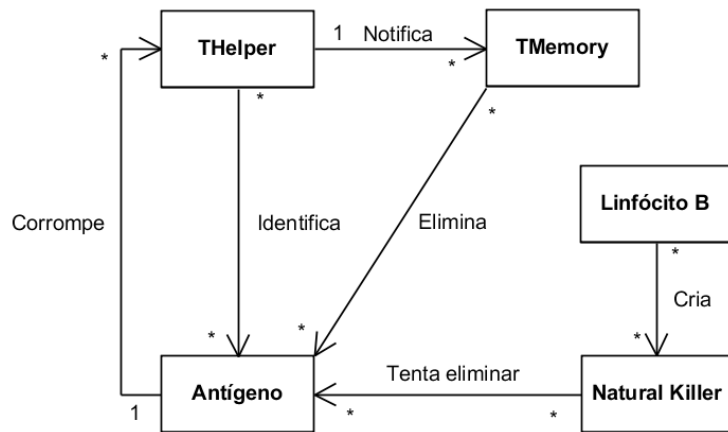 THelper
1 Notifica
*
TMemory
*
*
*
Corrompe
Identifica
Elimina
Linfócito B
*
Cria
*
*
*
Antígeno
1
Tenta eliminar
*
*
Natural Killer